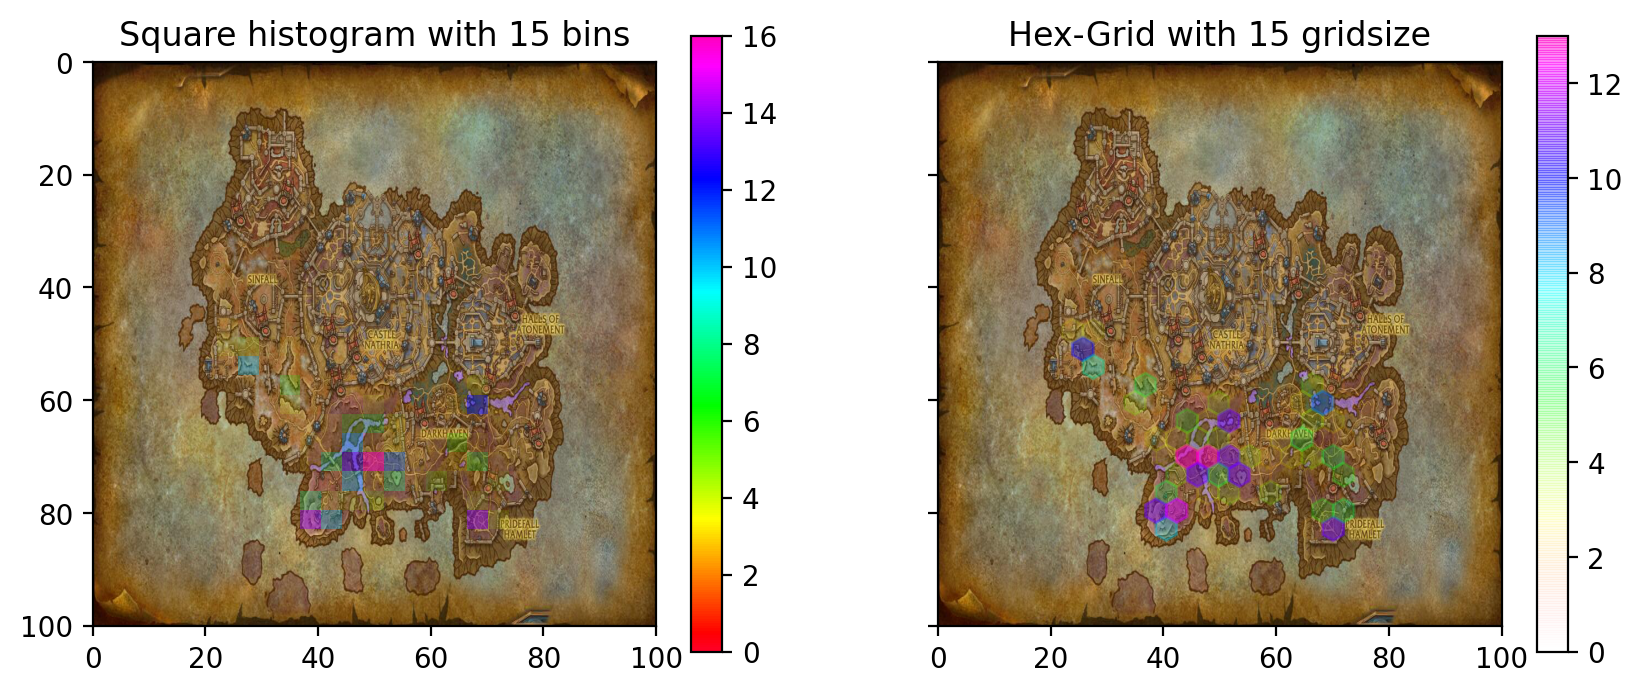 Square histogram with 15 bins
0
20
40
60
80
100
0
20
40
60
80
100
SINFALL
CASTLE
NATHRIA
HALLS OF
ATONEMENT
DARKHAVEN
PRIDEFALL
HAMLET
16
14
12
10
8
6
4
2
0
Hex-Grid with 15 gridsize
0
20
40
60
80
100
SINFALL
CASTLE
NATHRIA
HALLS OF
ATONEMENT
DARKHAVEN
PRIDEFALL
HAMLET
12
10
8
6
4
2
0